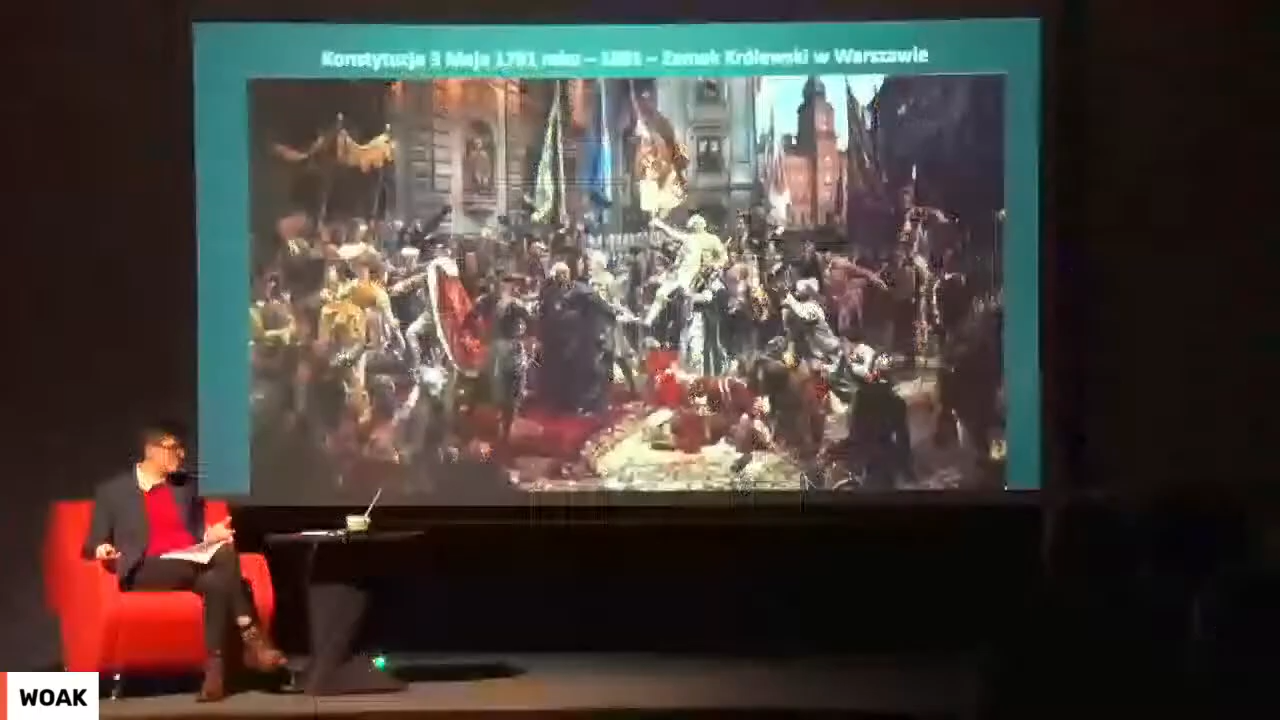 Konstytucja 3 Maja 1791 roku – 1891 – Zamek Królewski w Warszawie
WOAK